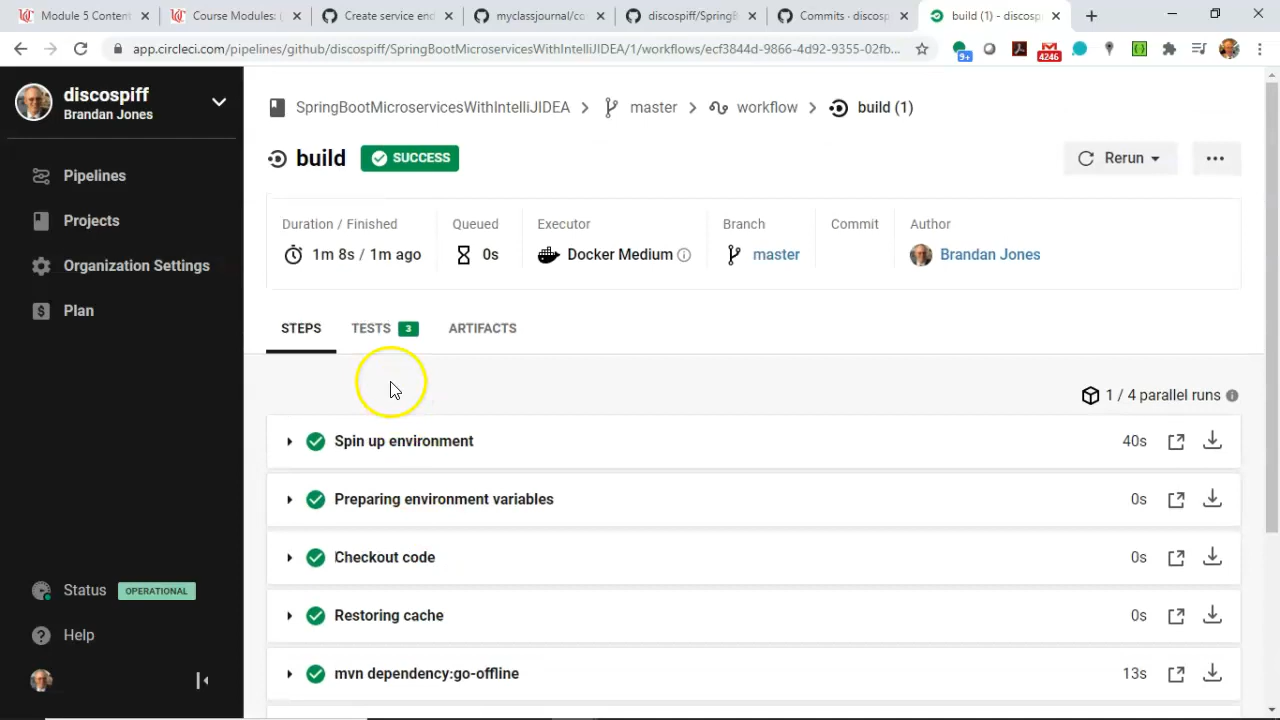 Module 5 Content
Course Modules: (
Create service end
myclassjournal/co
discospiff/SpringB
Commits · discosp
build (1) - discosp
app.circleci.com/pipelines/github/discospiff/SpringBootMicroservicesWithIntelliJIDEA/1/workflows/ecf3844d-9866-4d92-9355-02fb...
9+
4246
discospiff
Brandan Jones
Pipelines
Projects
Organization Settings
Plan
Status OPERATIONAL
Help
SpringBootMicroservicesWithIntelliJIDEA > master > workflow > build (1)
build SUCCESS
Rerun
Duration / Finished Queued Executor Branch Commit Author
1m 8s / 1m ago 0s Docker Medium master Brandan Jones
STEPS TESTS 3 ARTIFACTS
1 / 4 parallel runs
Spin up environment 40s
Preparing environment variables 0s
Checkout code 0s
Restoring cache 0s
mvn dependency:go-offline 13s